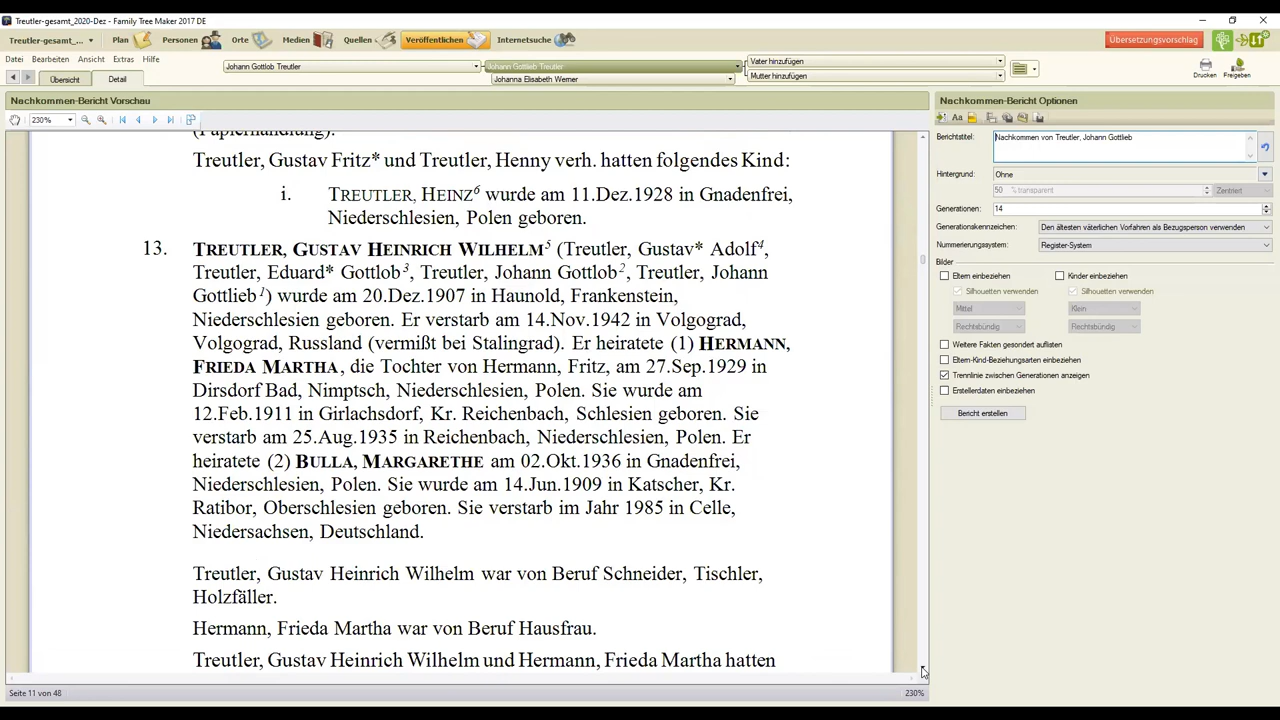 Treutler-gesamt_2020-Dez - Family Tree Maker 2017 DE
Treutler-gesamt_... Plan Personen Orte Medien Quellen Veröffentlichen Internetsuche Übersetzungsvorschlag
Datei Bearbeiten Ansicht Extras Hilfe
Johann Gottlob Treutler Johann Gottlieb Treutler Vater hinzufügen
Johanna Elisabeth Werner Mutter hinzufügen
Drucken Freigeben
Übersicht Detail
Nachkommen-Bericht Vorschau
230%
(Papierhandlung).
Treutler, Gustav Fritz* und Treutler, Henny verh. hatten folgendes Kind:
i. TREUTLER, HEINZ⁶ wurde am 11.Dez.1928 in Gnadenfrei,
Niederschlesien, Polen geboren.
13. TREUTLER, GUSTAV HEINRICH WILHELM⁵ (Treutler, Gustav* Adolf⁴,
Treutler, Eduard* Gottlob³, Treutler, Johann Gottlob², Treutler, Johann
Gottlieb¹) wurde am 20.Dez.1907 in Haunold, Frankenstein,
Niederschlesien geboren. Er verstarb am 14.Nov.1942 in Volgograd,
Volgograd, Russland (vermißt bei Stalingrad). Er heiratete (1) HERMANN,
FRIEDA MARTHA, die Tochter von Hermann, Fritz, am 27.Sep.1929 in
Dirsdorf Bad, Nimptsch, Niederschlesien, Polen. Sie wurde am
12.Feb.1911 in Girlachsdorf, Kr. Reichenbach, Schlesien geboren. Sie
verstarb am 25.Aug.1935 in Reichenbach, Niederschlesien, Polen. Er
heiratete (2) BULLA, MARGARETHE am 02.Okt.1936 in Gnadenfrei,
Niederschlesien, Polen. Sie wurde am 14.Jun.1909 in Katscher, Kr.
Ratibor, Oberschlesien geboren. Sie verstarb im Jahr 1985 in Celle,
Niedersachsen, Deutschland.
Treutler, Gustav Heinrich Wilhelm war von Beruf Schneider, Tischler,
Holzfäller.
Hermann, Frieda Martha war von Beruf Hausfrau.
Treutler, Gustav Heinrich Wilhelm und Hermann, Frieda Martha hatten
Seite 11 von 48 230%
Nachkommen-Bericht Optionen
Aa
Berichtstitel: Nachkommen von Treutler, Johann Gottlieb
Hintergrund: Ohne
50 % transparent Zentriert
Generationen: 14
Generationskennzeichen: Den ältesten väterlichen Vorfahren als Bezugsperson verwenden
Nummerierungssystem: Register-System
Bilder
Eltern einbeziehen Kinder einbeziehen
Silhouetten verwenden Silhouetten verwenden
Mittel Klein
Rechtsbündig Rechtsbündig
Weitere Fakten gesondert auflisten
Eltern-Kind-Beziehungsarten einbeziehen
Trennlinie zwischen Generationen anzeigen
Erstellerdaten einbeziehen
Bericht erstellen